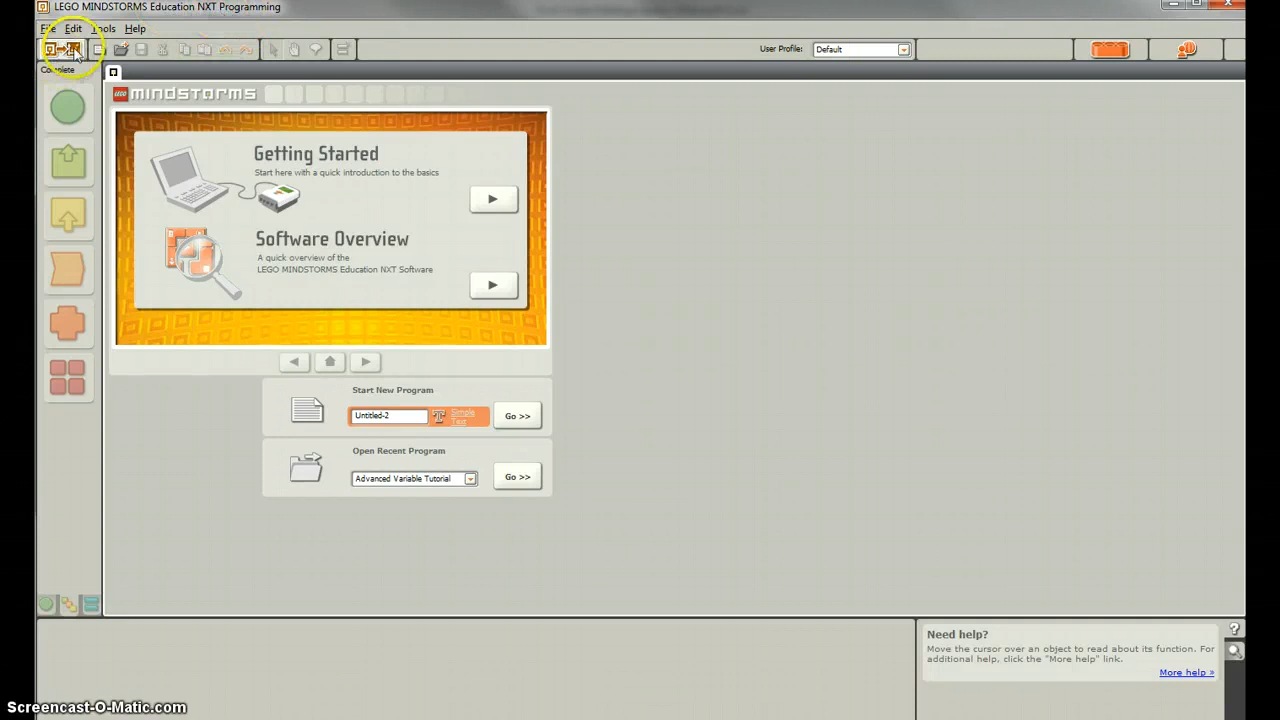 LEGO MINDSTORMS Education NXT Programming
File Edit Tools Help
User Profile: Default
Complete
LEGO mindstorms
Getting Started
Start here with a quick introduction to the basics
Software Overview
A quick overview of the
LEGO MINDSTORMS Education NXT Software
Start New Program
Untitled-2
Go >>
Open Recent Program
Advanced Variable Tutorial
Go >>
Need help?
Move the cursor over an object to read about its function. For
additional help, click the "More help" link.
More help »
Screencast-O-Matic.com